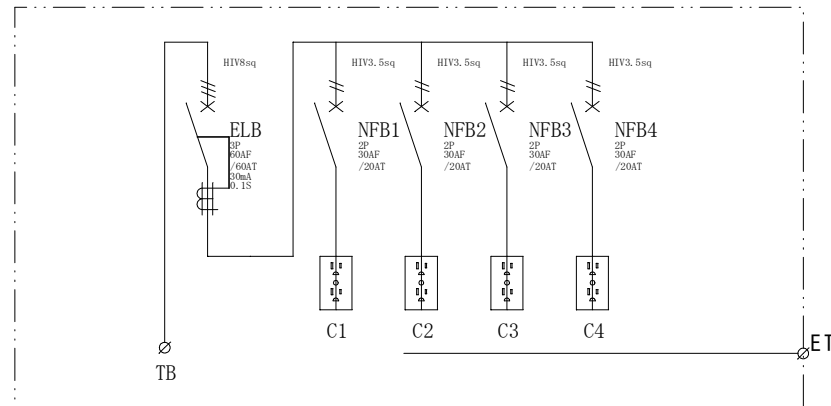 HIV8sq
HIV3.5sq
HIV3.5sq
HIV3.5sq
HIV3.5sq
ELB
3P
60AF
/60AT
30mA
0.1S
NFB1
2P
30AF
/20AT
NFB2
2P
30AF
/20AT
NFB3
2P
30AF
/20AT
NFB4
2P
30AF
/20AT
C1
C2
C3
C4
ET
TB